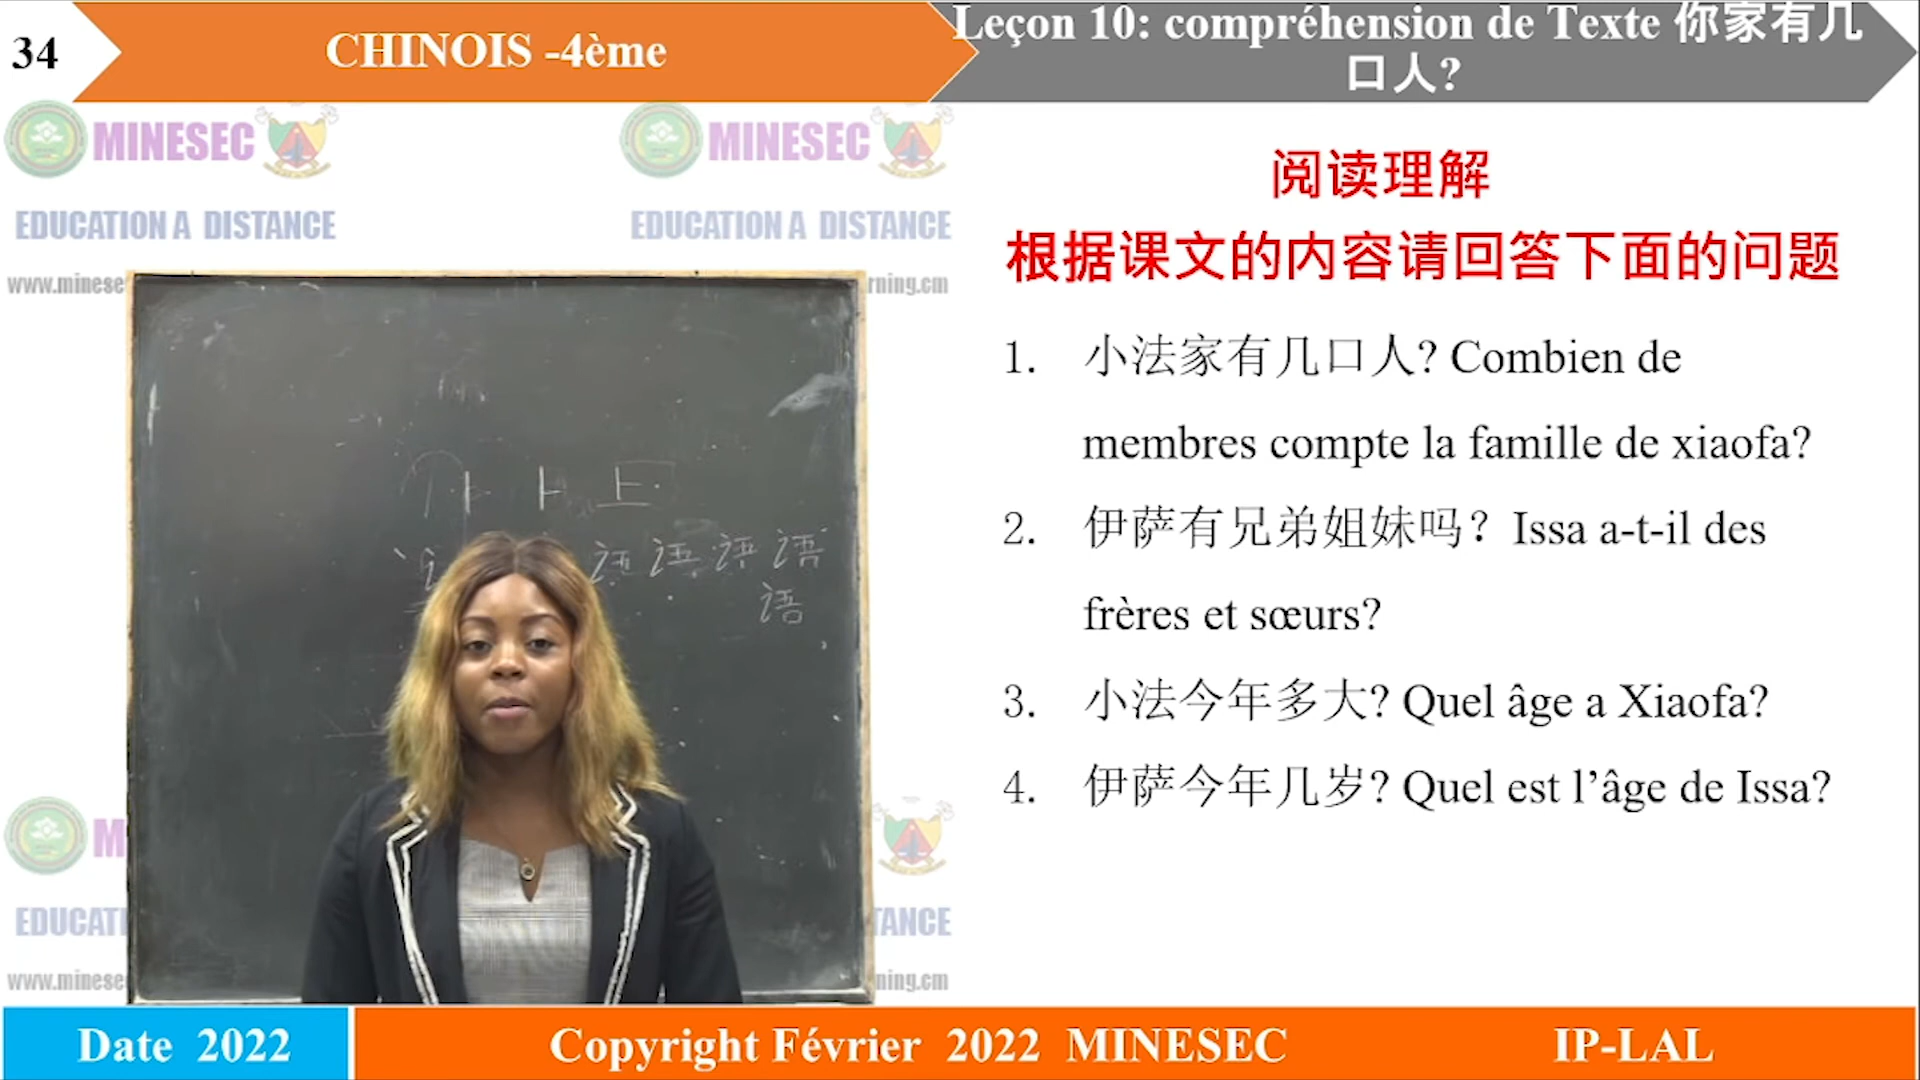 34
CHINOIS -4ème
Leçon 10: compréhension de Texte 你家有几
口人?
MINESEC
MINESEC
EDUCATION A DISTANCE
EDUCATION A DISTANCE
阅读理解
根据课文的内容请回答下面的问题
1. 小法家有几口人? Combien de
membres compte la famille de xiaofa?
2. 伊萨有兄弟姐妹吗？Issa a-t-il des
frères et sœurs?
3. 小法今年多大? Quel âge a Xiaofa?
4. 伊萨今年几岁? Quel est l’âge de Issa?
语 语 语 语
语
Date 2022
Copyright Février 2022 MINESEC
IP-LAL